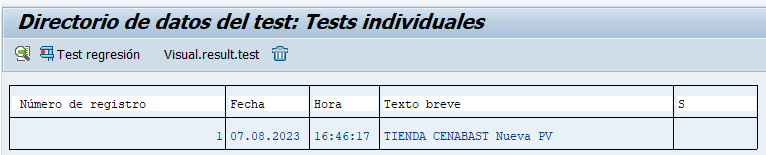 Directorio de datos del test: Tests individuales
Test regresión Visual.result.test
Número de registro Fecha Hora Texto breve S
1 07.08.2023 16:46:17 TIENDA CENABAST Nueva PV